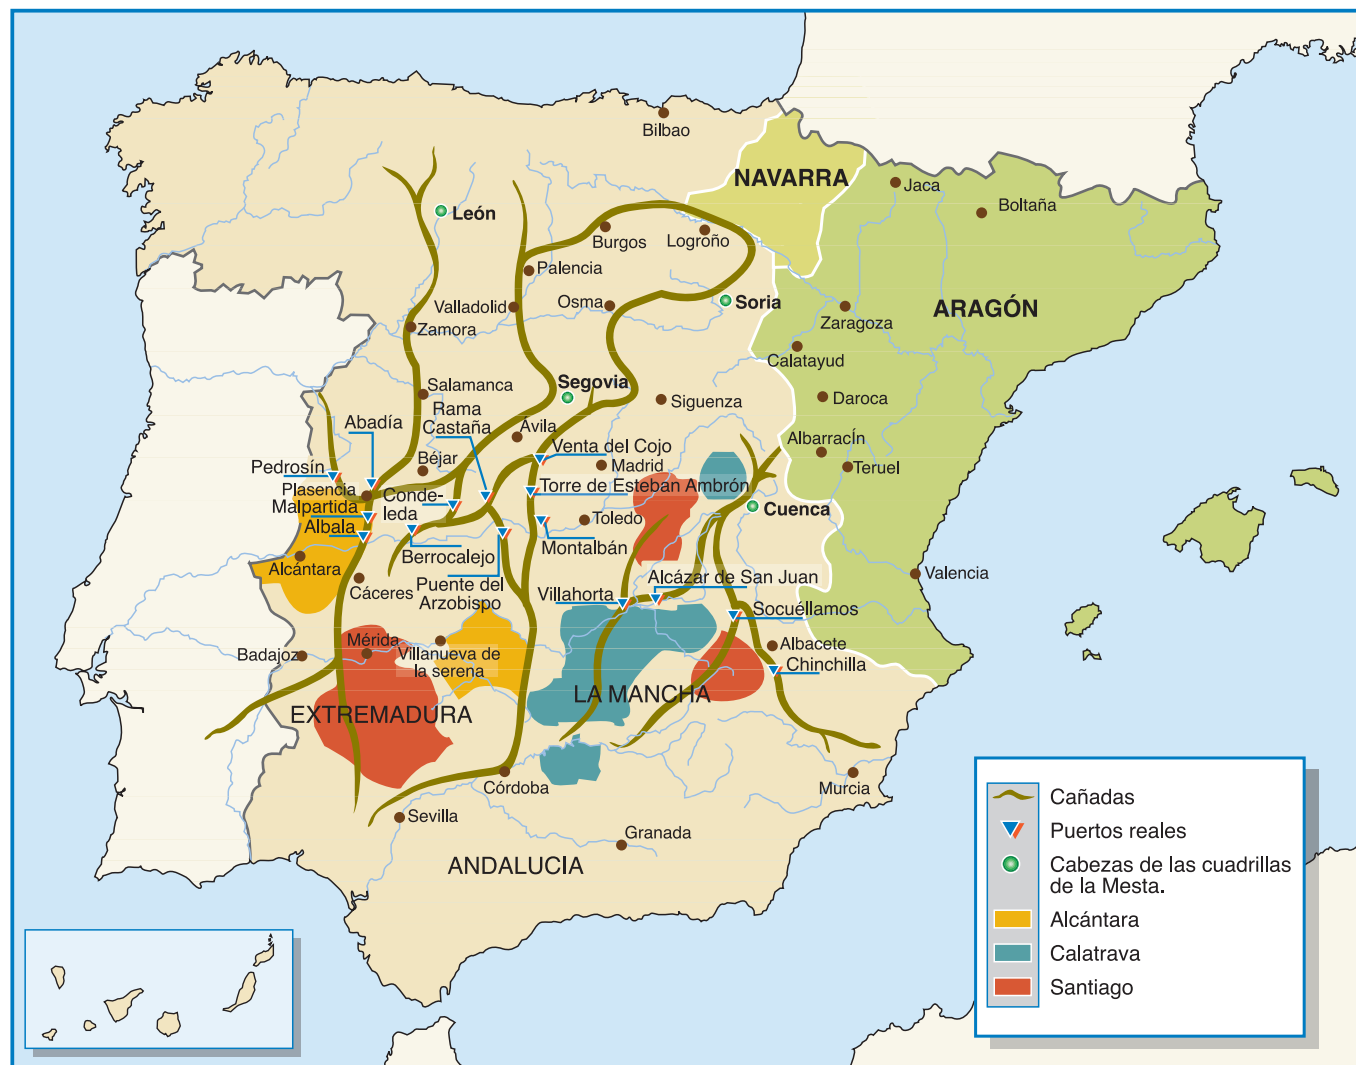 Bilbao
NAVARRA
Jaca
Boltaña
León
Burgos
Logroño
Palencia
Valladolid
Osma
Soria
ARAGÓN
Zamora
Zaragoza
Calatayud
Segovia
Salamanca
Siguenza
Daroca
Rama
Castaña
Abadía
Ávila
Albarracín
Venta del Cojo
Béjar
Madrid
Teruel
Pedrosín
Torre de Esteban Ambrón
Plasencia
Malpartida
Albala
Conde-
leda
Cuenca
Toledo
Berrocalejo
Montalbán
Alcántara
Valencia
Puente del
Arzobispo
Alcázar de San Juan
Cáceres
Villahorta
Socuéllamos
Mérida
Badajoz
Villanueva de
la serena
Albacete
Chinchilla
LA MANCHA
EXTREMADURA
Córdoba
Murcia
Sevilla
Granada
ANDALUCIA
Cañadas
Puertos reales
Cabezas de las cuadrillas
de la Mesta.
Alcántara
Calatrava
Santiago